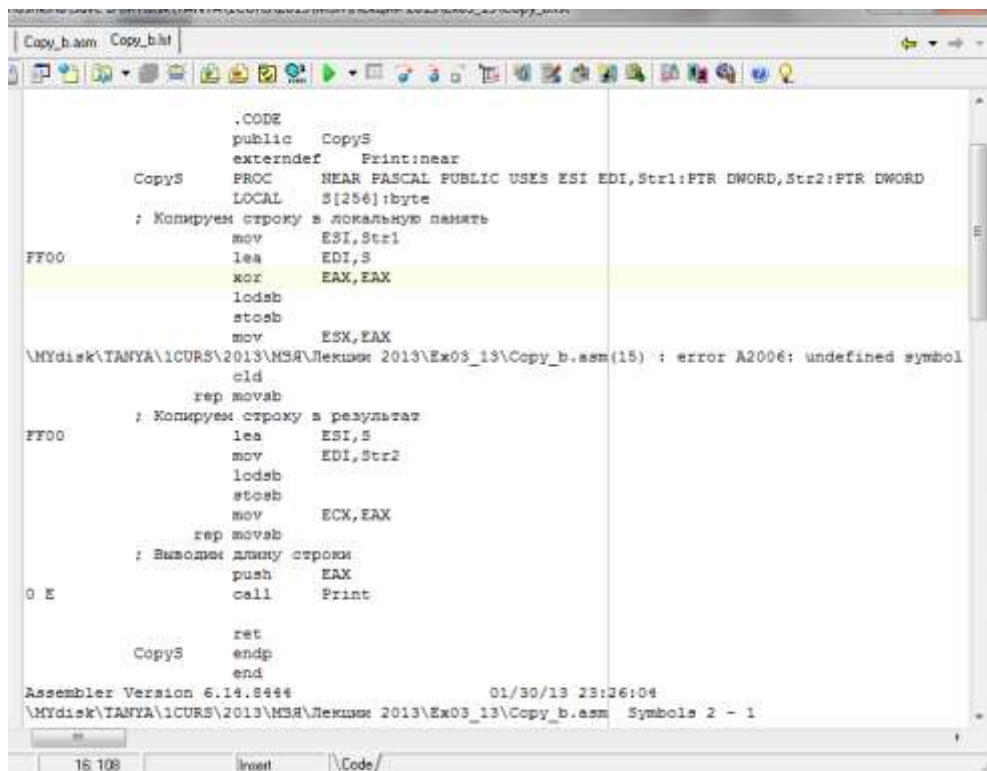 Copy_b.asm Copy_b.lst
.CODE
public CopyS
externdef Print:near
CopyS PROC NEAR PASCAL PUBLIC USES ESI EDI,Str1:PTR DWORD,Str2:PTR DWORD
LOCAL S[256]:byte
; Копируем строку в локальную память
mov ESI,Str1
FF00 lea EDI,S
xor EAX,EAX
lodsb
stosb
mov ESX,EAX
\MYdisk\TANYA\1CURS\2013\МЗЯ\Лекции 2013\Ex03_13\Copy_b.asm(15) : error A2006: undefined symbol
cld
rep movsb
; Копируем строку в результат
FF00 lea ESI,S
mov EDI,Str2
lodsb
stosb
mov ECX,EAX
rep movsb
; Выводим длину строки
push EAX
0 E call Print
ret
CopyS endp
end
Assembler Version 6.14.8444 01/30/13 23:26:04
\MYdisk\TANYA\1CURS\2013\МЗЯ\Лекции 2013\Ex03_13\Copy_b.asm Symbols 2 - 1
16: 108 Insert \Code/